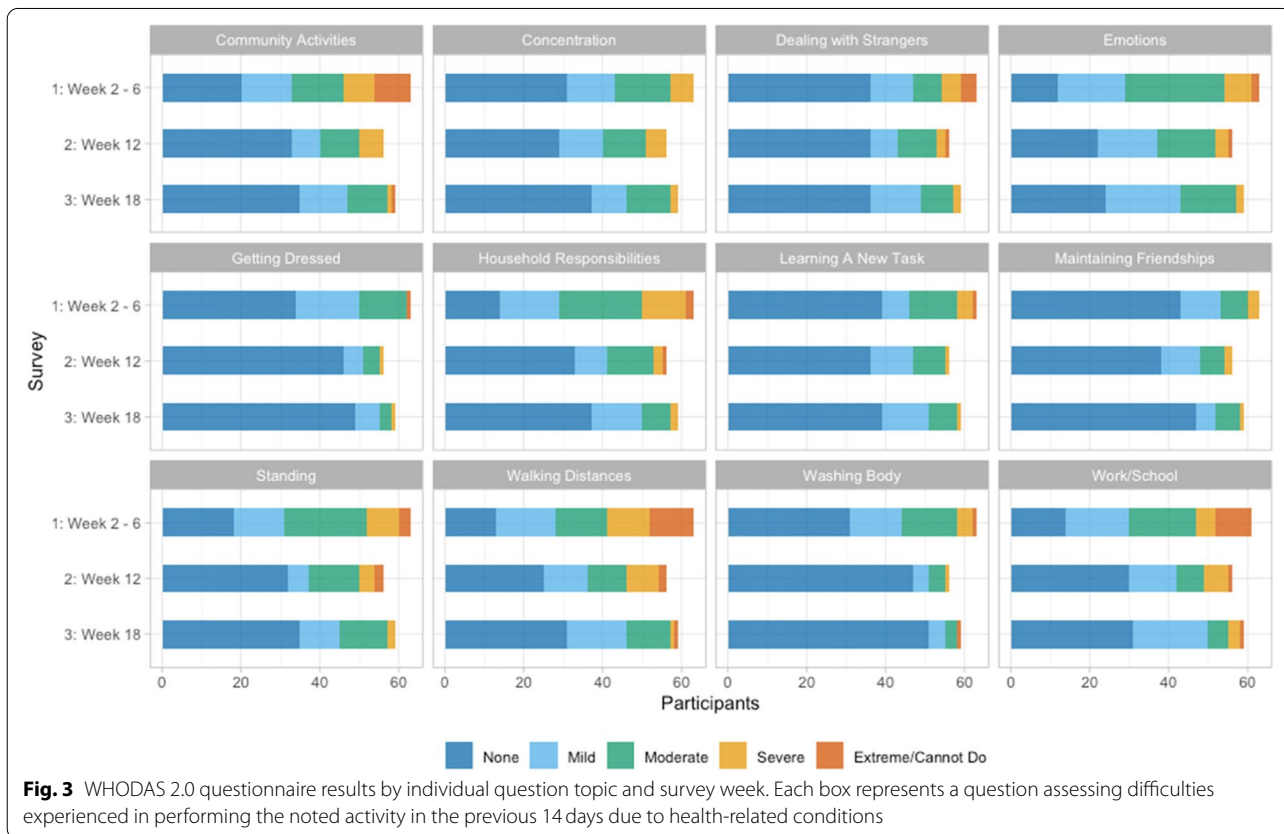 Community Activities
Concentration
Dealing with Strangers
Emotions
1: Week 2 - 6
2: Week 12
3: Week 18
Getting Dressed
Household Responsibilities
Learning A New Task
Maintaining Friendships
Survey
1: Week 2 - 6
2: Week 12
3: Week 18
Standing
Walking Distances
Washing Body
Work/School
1: Week 2 - 6
2: Week 12
3: Week 18
0 20 40 60 0 20 40 60 0 20 40 60 0 20 40 60
Participants
None Mild Moderate Severe Extreme/Cannot Do
Fig. 3 WHODAS 2.0 questionnaire results by individual question topic and survey week. Each box represents a question assessing difficulties
experienced in performing the noted activity in the previous 14 days due to health-related conditions